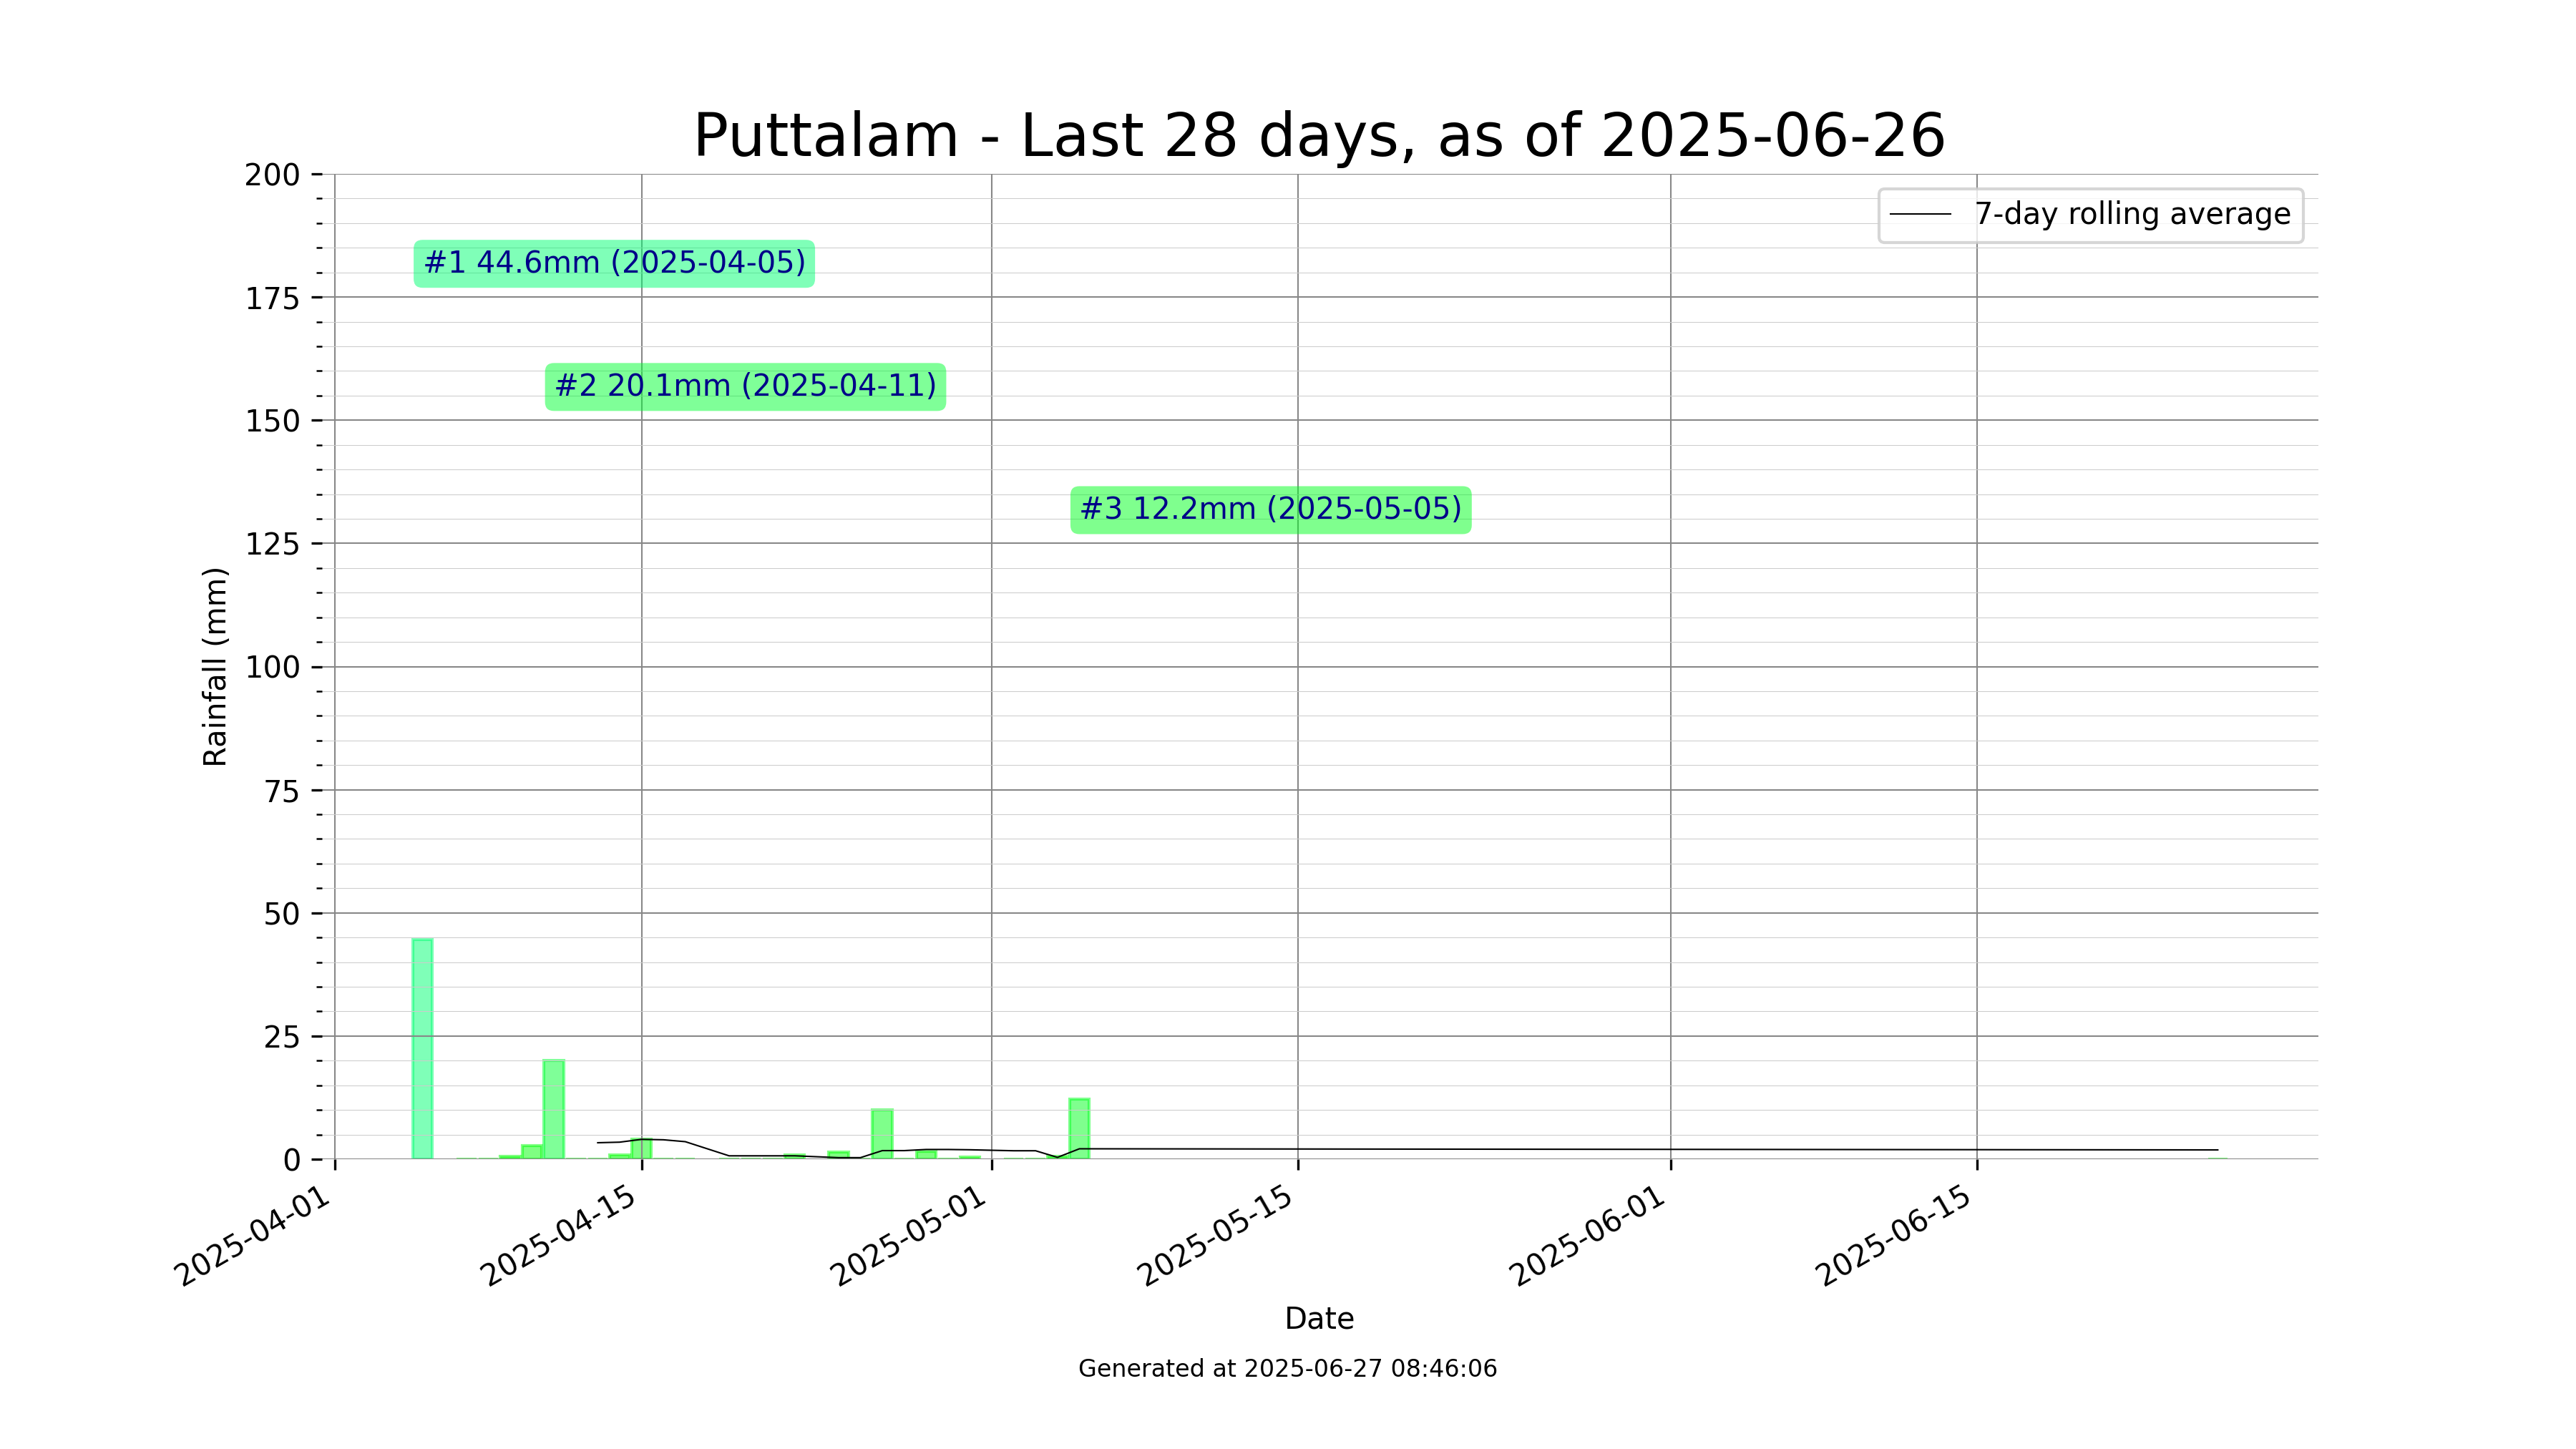 Puttalam - Last 28 days, as of 2025-06-26
200
175
150
125
100
75
50
25
0
Rainfall (mm)
7-day rolling average
#1 44.6mm (2025-04-05)
#2 20.1mm (2025-04-11)
#3 12.2mm (2025-05-05)
2025-04-01
2025-04-15
2025-05-01
2025-05-15
2025-06-01
2025-06-15
Date
Generated at 2025-06-27 08:46:06